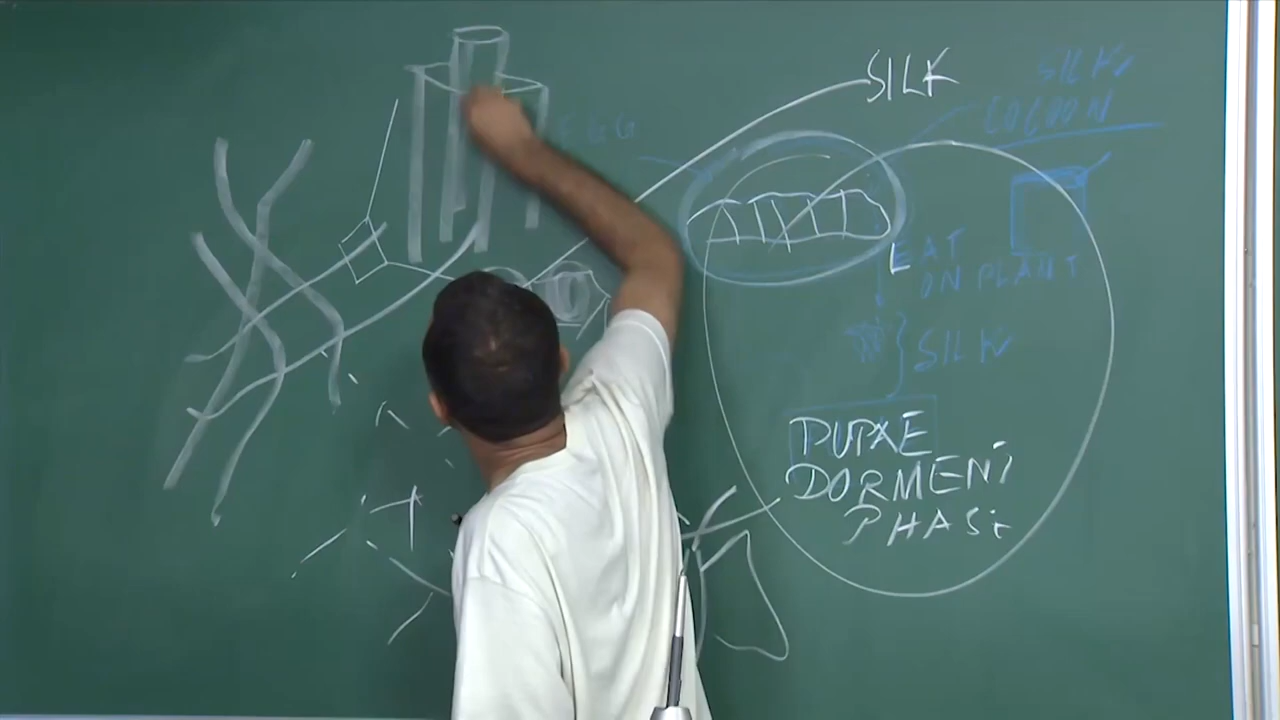 SILK
SILK
COCOON
EGG
EAT
ON PLANT
SILK
PUPAE
DORMENT
PHASE